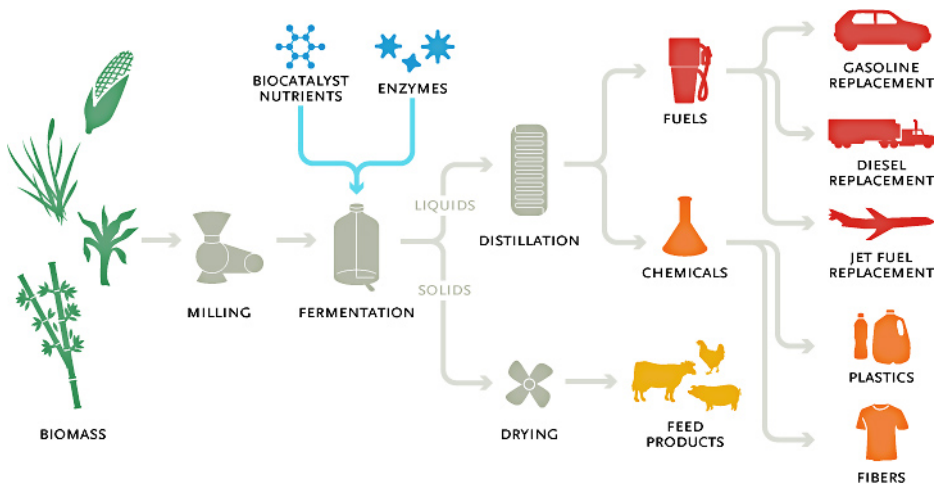 BIOCATALYST
NUTRIENTS
ENZYMES
FUELS
GASOLINE
REPLACEMENT
DIESEL
REPLACEMENT
LIQUIDS
DISTILLATION
CHEMICALS
JET FUEL
REPLACEMENT
SOLIDS
MILLING
FERMENTATION
PLASTICS
BIOMASS
DRYING
FEED
PRODUCTS
FIBERS